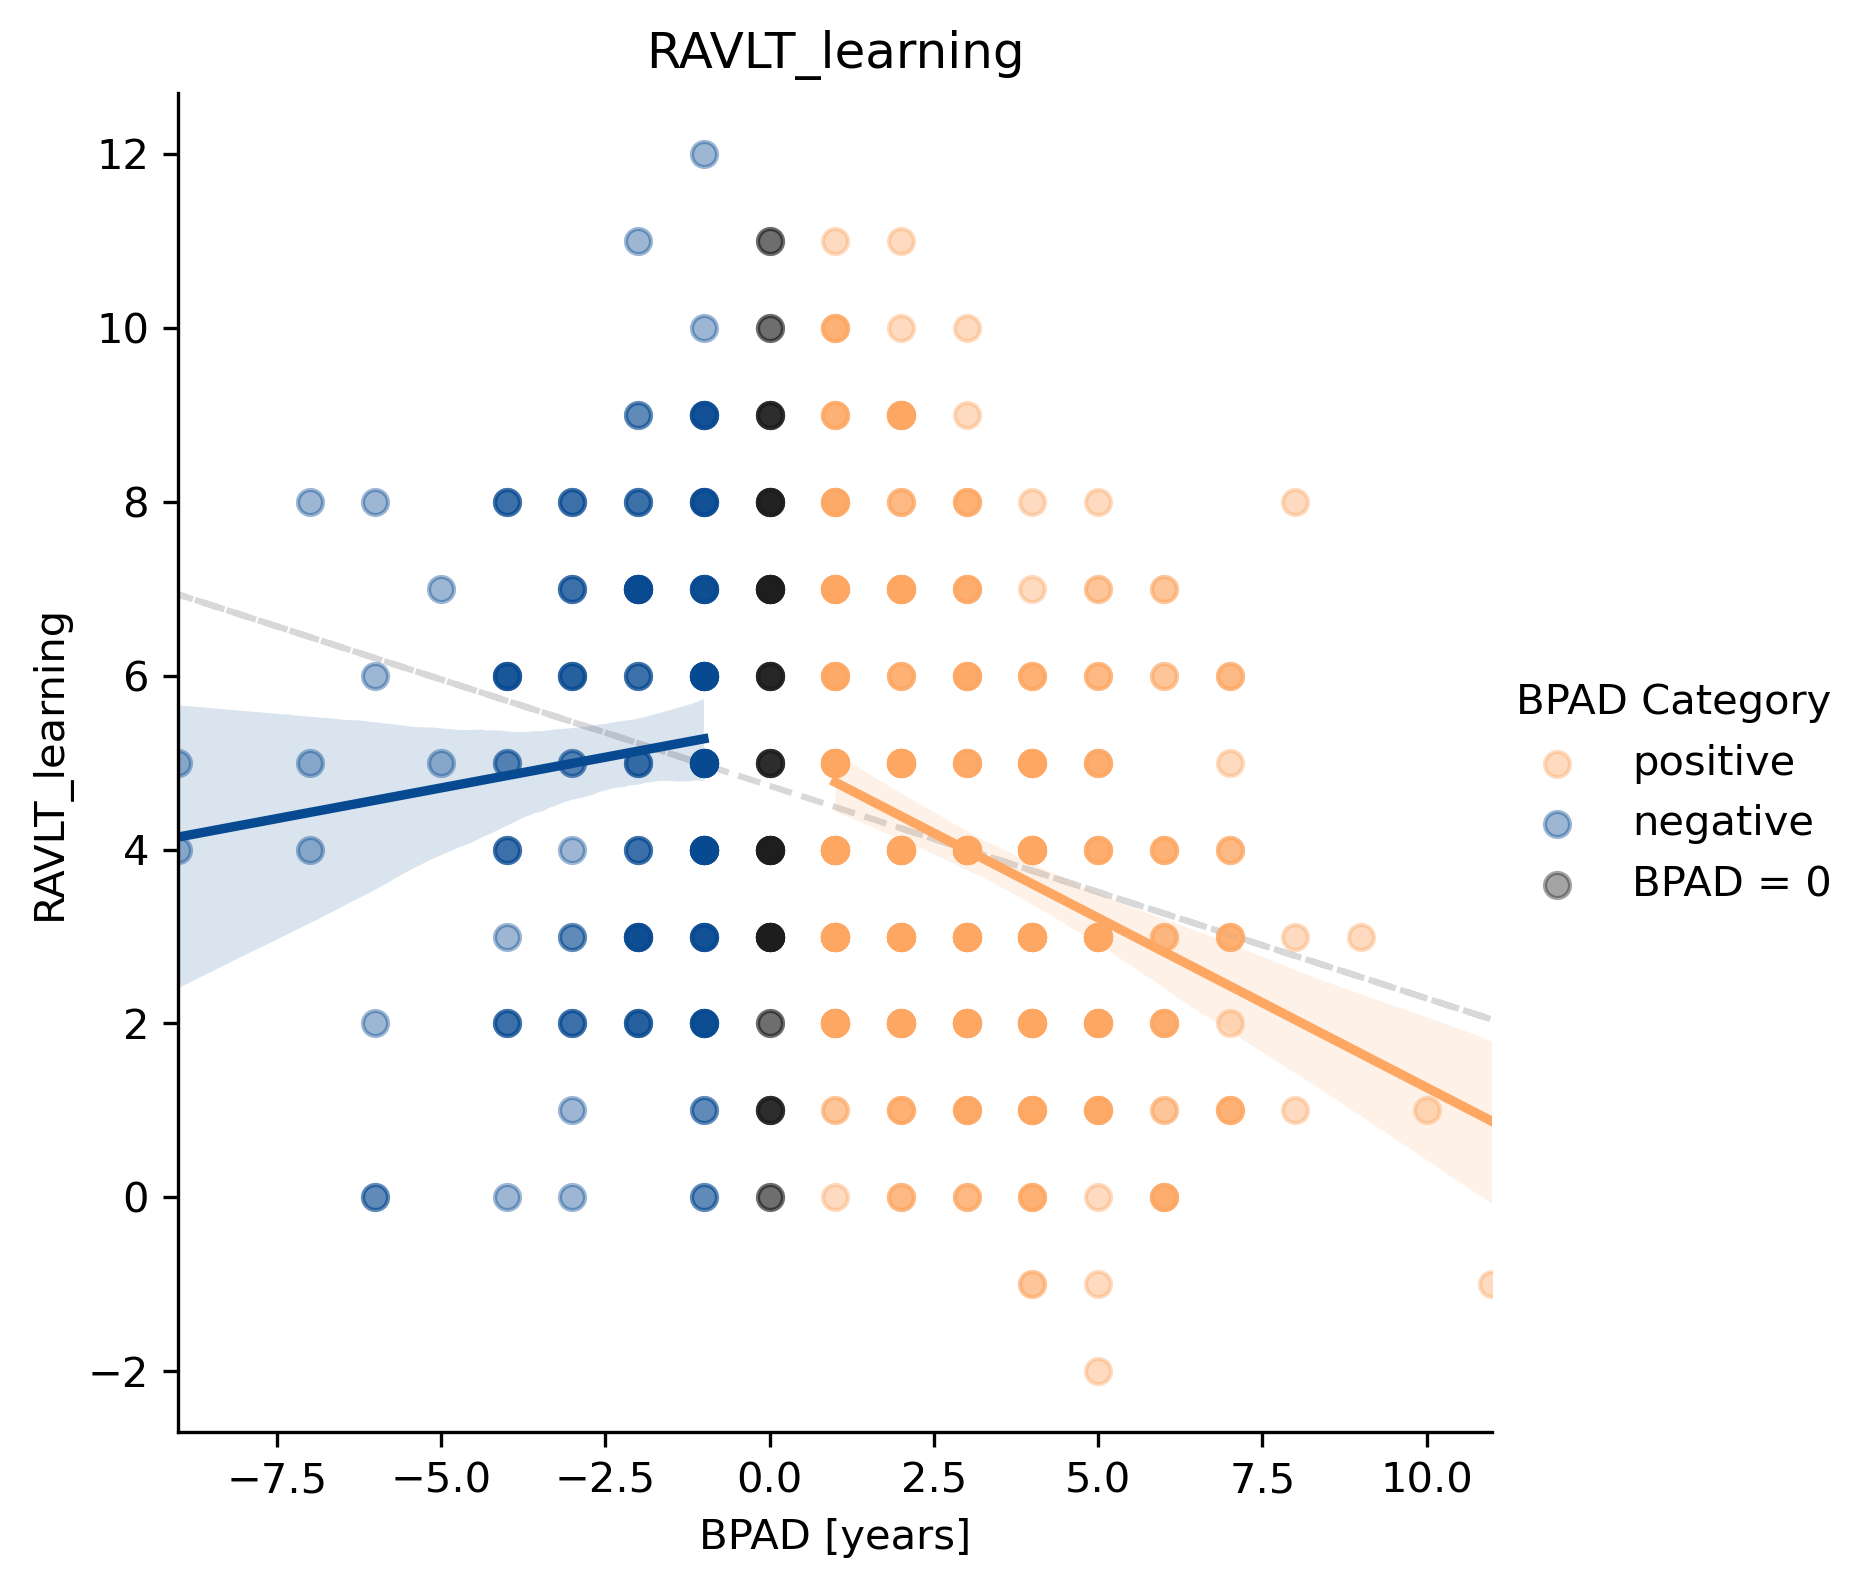 RAVLT_learning
12
10
8
6
4
2
0
−2
RAVLT_learning
−7.5 −5.0 −2.5 0.0 2.5 5.0 7.5 10.0
BPAD [years]
BPAD Category
positive
negative
BPAD = 0